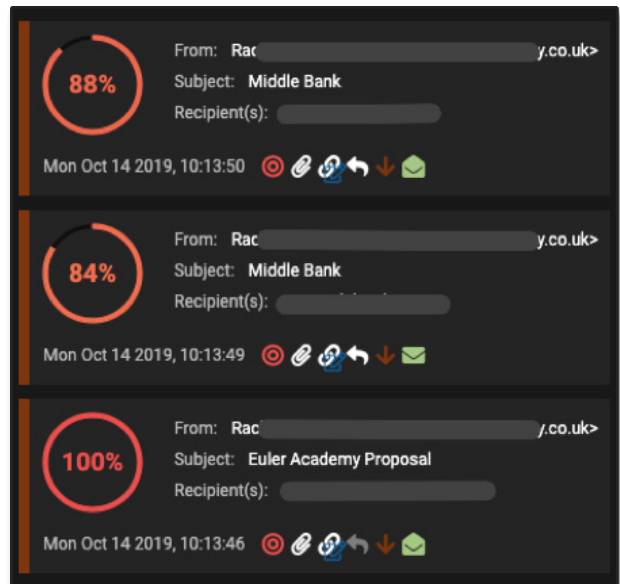 88%
From: Rac y.co.uk>
Subject: Middle Bank
Recipient(s):
Mon Oct 14 2019, 10:13:50
84%
From: Rac y.co.uk>
Subject: Middle Bank
Recipient(s):
Mon Oct 14 2019, 10:13:49
100%
From: Rac y.co.uk>
Subject: Euler Academy Proposal
Recipient(s):
Mon Oct 14 2019, 10:13:46